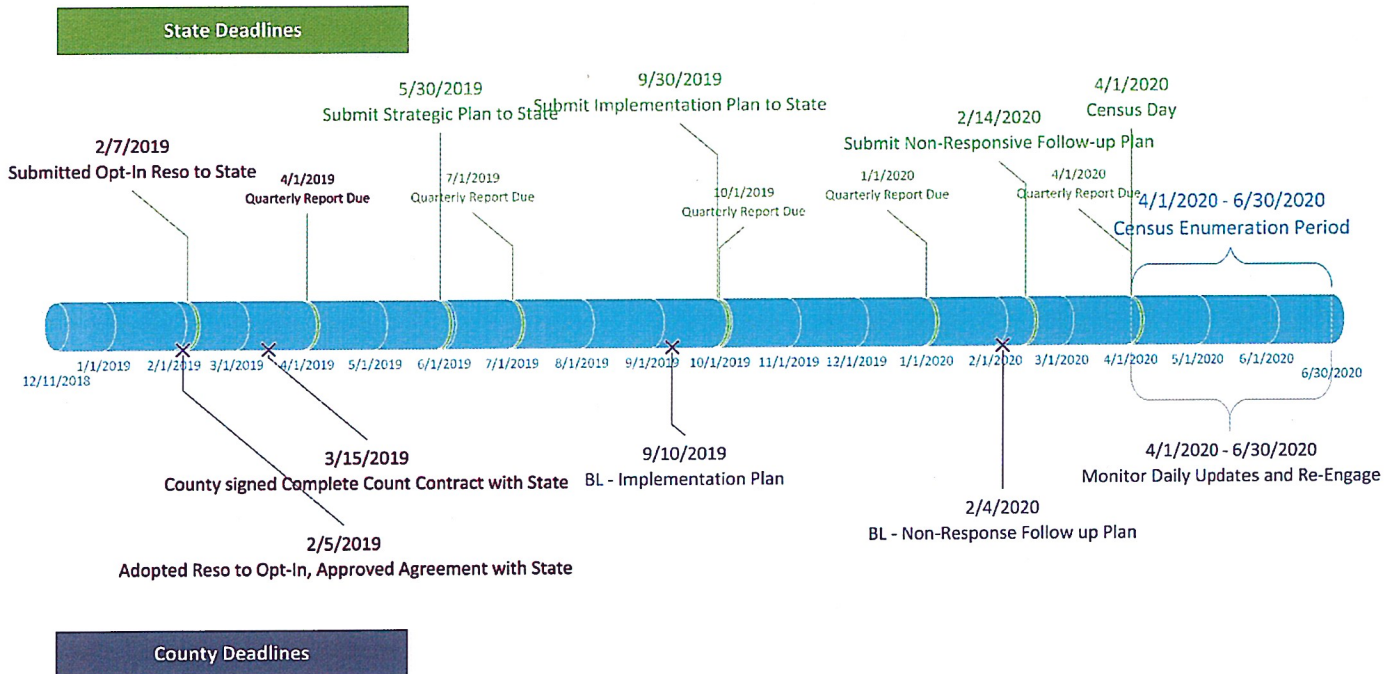 State Deadlines
4/1/2020
Census Day
5/30/2019
Submit Strategic Plan to State
9/30/2019
Submit Implementation Plan to State
2/14/2020
Submit Non-Responsive Follow-up Plan
2/7/2019
Submitted Opt-In Reso to State
4/1/2019
Quarterly Report Due
7/1/2019
Quarterly Report Due
10/1/2019
Quarterly Report Due
1/1/2020
Quarterly Report Due
4/1/2020
Quarterly Report Due
4/1/2020 - 6/30/2020
Census Enumeration Period
12/11/2018
1/1/2019
2/1/2019
3/1/2019
4/1/2019
5/1/2019
6/1/2019
7/1/2019
8/1/2019
9/1/2019
10/1/2019
11/1/2019
12/1/2019
1/1/2020
2/1/2020
3/1/2020
4/1/2020
5/1/2020
6/1/2020
6/30/2020
3/15/2019
County signed Complete Count Contract with State
9/10/2019
BL - Implementation Plan
4/1/2020 - 6/30/2020
Monitor Daily Updates and Re-Engage
2/4/2020
BL - Non-Response Follow up Plan
2/5/2019
Adopted Reso to Opt-In, Approved Agreement with State
County Deadlines